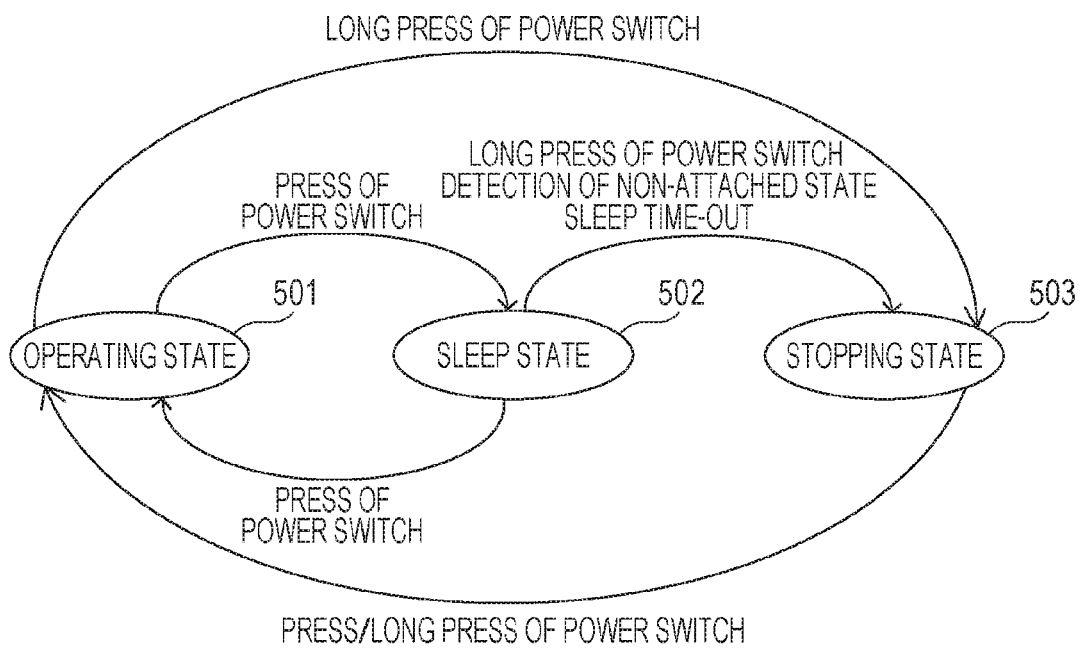 LONG PRESS OF POWER SWITCH
LONG PRESS OF POWER SWITCH
DETECTION OF NON-ATTACHED STATE
SLEEP TIME-OUT
PRESS OF
POWER SWITCH
501
502
503
OPERATING STATE
SLEEP STATE
STOPPING STATE
PRESS OF
POWER SWITCH
PRESS/LONG PRESS OF POWER SWITCH